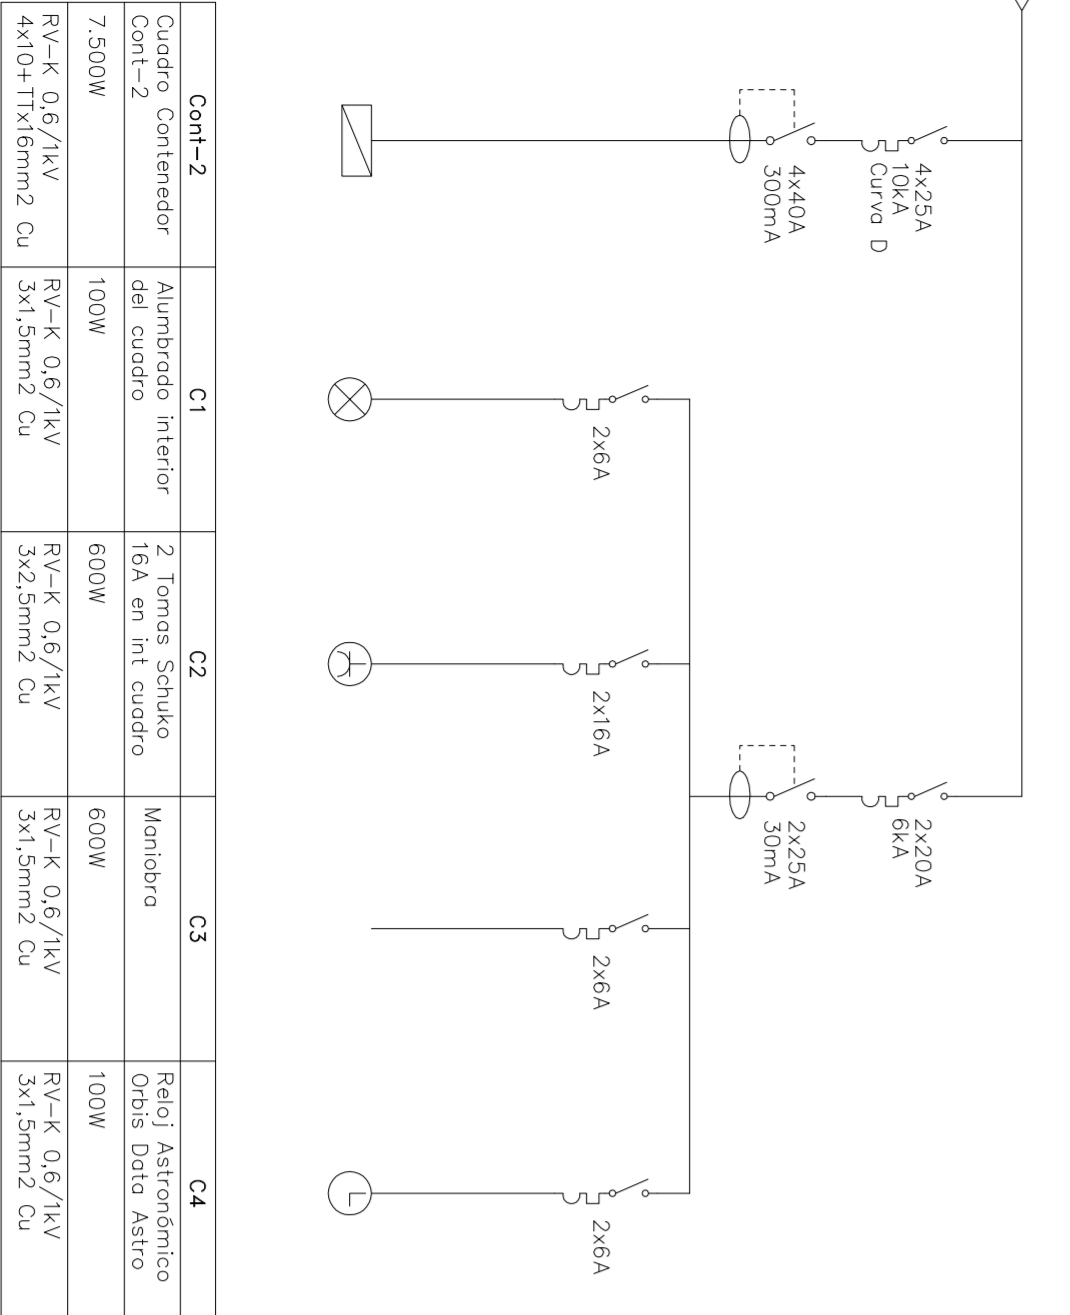 4x25A
10kA
Curva D
4x40A
300mA
2x20A
6kA
2x25A
30mA
2x6A
2x16A
2x6A
2x6A
Cont-2
C1
C2
C3
C4
Cuadro Contenedor
Cont-2
Alumbrado interior
del cuadro
2 Tomas Schuko
16A en int cuadro
Maniobra
Reloj Astronómico
Orbis Data Astro
7.500W
100W
600W
600W
100W
RV-K 0,6/1kV
4x10+TTx16mm2 Cu
RV-K 0,6/1kV
3x1,5mm2 Cu
RV-K 0,6/1kV
3x2,5mm2 Cu
RV-K 0,6/1kV
3x1,5mm2 Cu
RV-K 0,6/1kV
3x1,5mm2 Cu